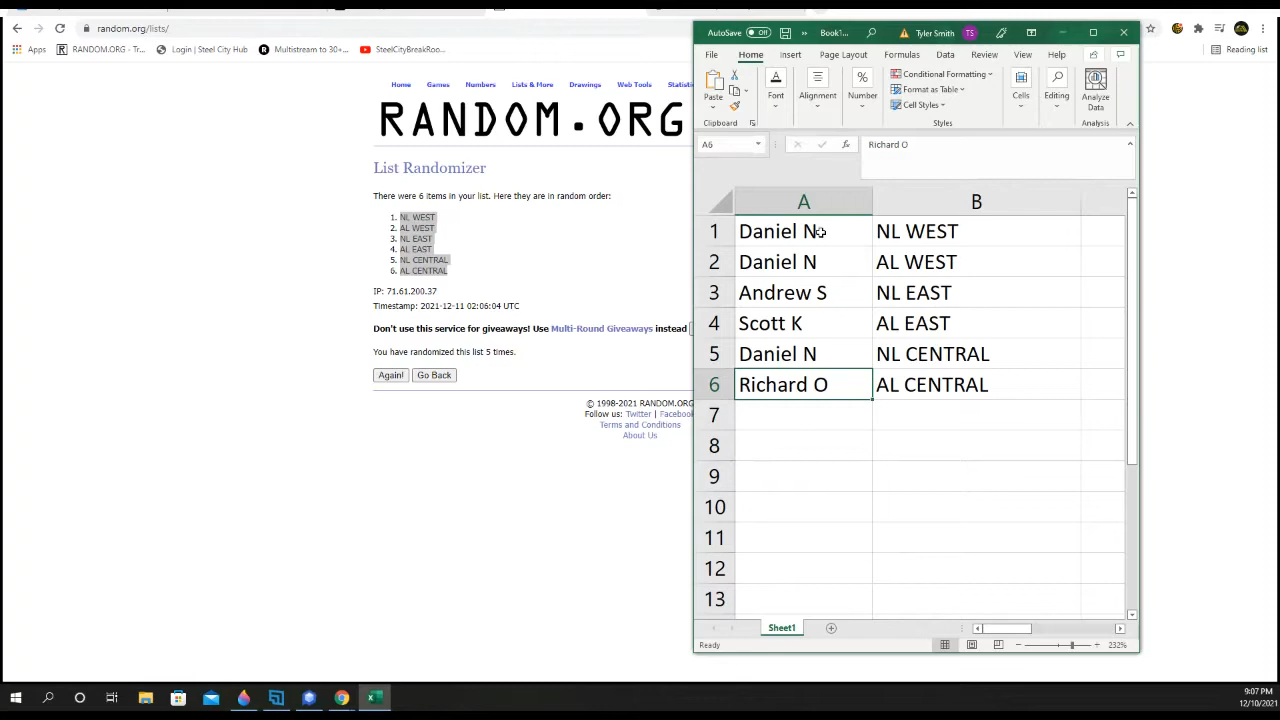 random.org/lists/
Apps
RANDOM.ORG - Tr...
Login | Steel City Hub
Multistream to 30+...
SteelCityBreakRoo...
Reading list
Home
Games
Numbers
Lists & More
Drawings
Web Tools
RANDOM.ORG
List Randomizer
There were 6 items in your list. Here they are in random order:
1. NL WEST
2. AL WEST
3. NL EAST
4. AL EAST
5. NL CENTRAL
6. AL CENTRAL
IP: 71.61.200.37
Timestamp: 2021-12-11 02:06:04 UTC
Don't use this service for giveaways! Use Multi-Round Giveaways instead
You have randomized this list 5 times.
Again!
Go Back
© 1998-2021 RANDOM.ORG
Follow us: Twitter | Facebook
Terms and Conditions
About Us
AutoSave Off
Book1...
Tyler Smith TS
File Home Insert Page Layout Formulas Data Review View Help
Paste
Font
Alignment
Number
Conditional Formatting
Format as Table
Cell Styles
Cells
Editing
Analyze
Data
Clipboard
Styles
Analysis
A6
Richard O
A B
1 Daniel N NL WEST
2 Daniel N AL WEST
3 Andrew S NL EAST
4 Scott K AL EAST
5 Daniel N NL CENTRAL
6 Richard O AL CENTRAL
7
8
9
10
11
12
13
Sheet1
Ready
232%
9:07 PM
12/10/2021